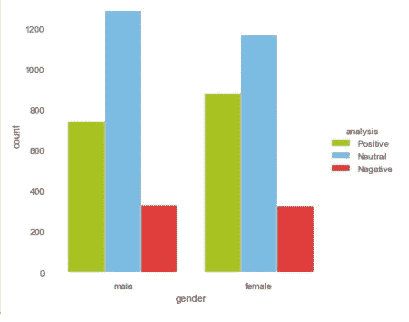 1200
1000
800
600
400
200
0
count
male
female
gender
analysis
Positive
Neutral
Negative